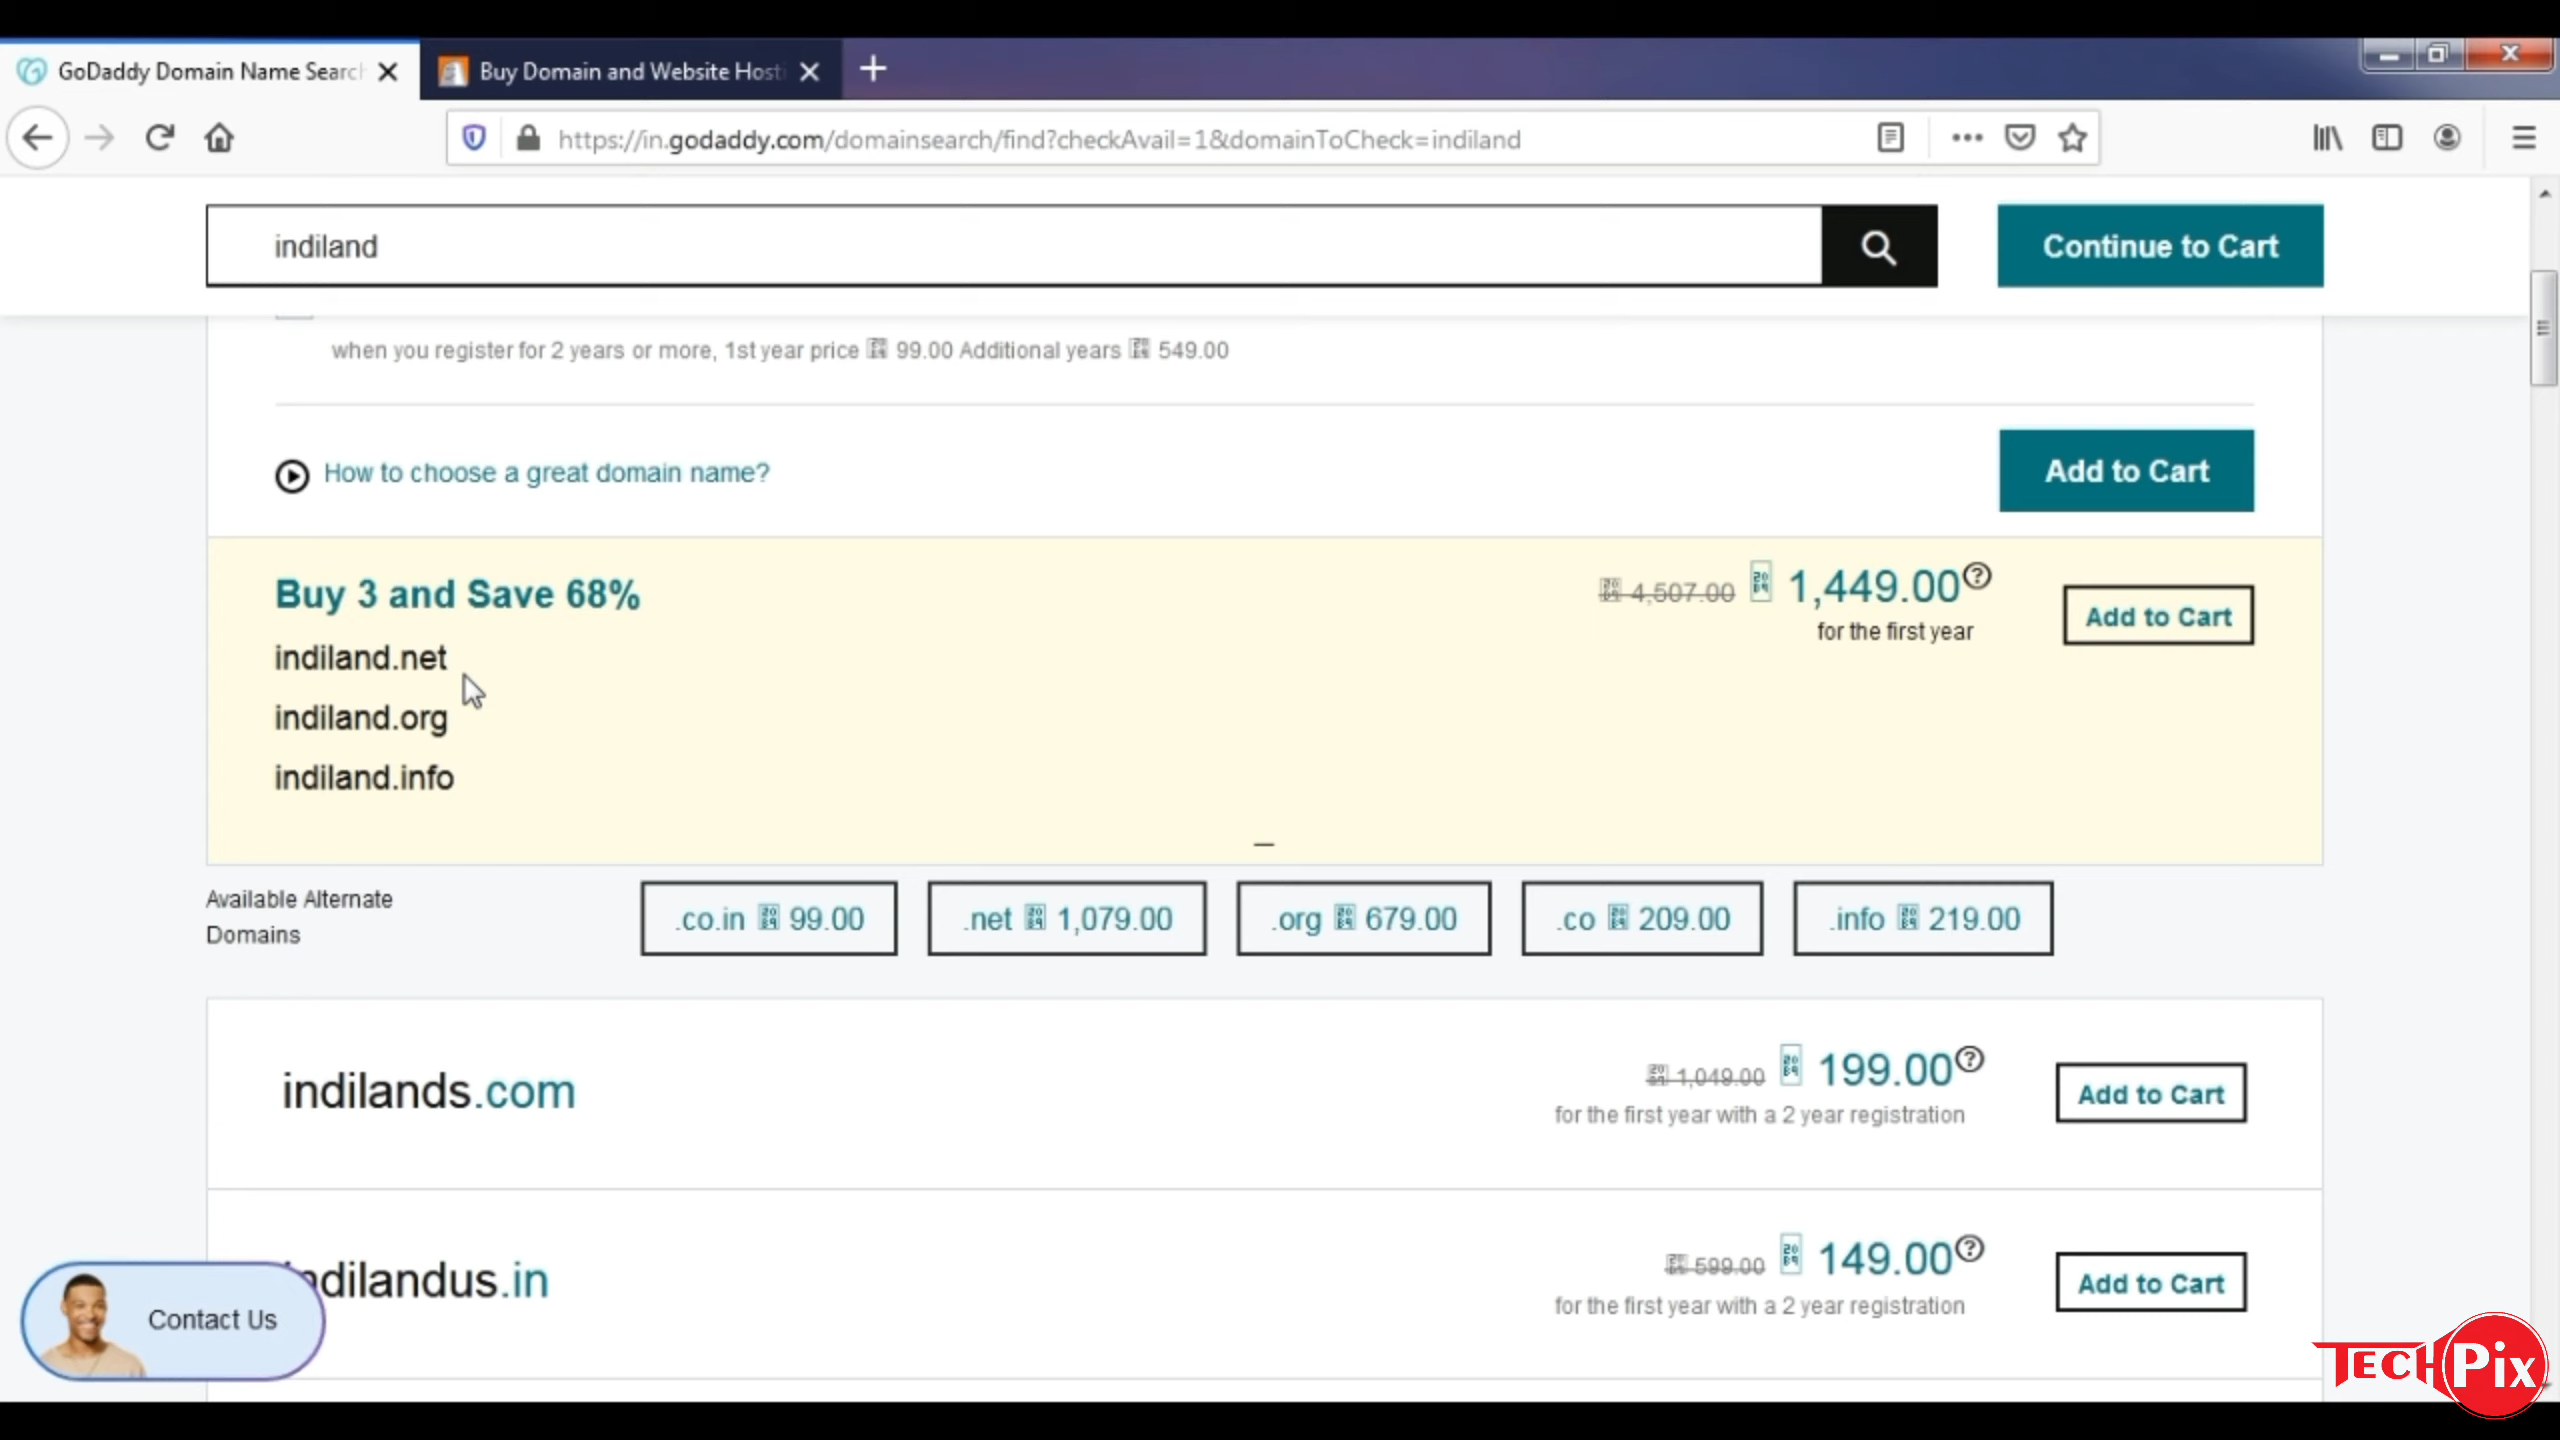 GoDaddy Domain Name Search
Buy Domain and Website Hosti
https://in.godaddy.com/domainsearch/find?checkAvail=1&domainToCheck=indiland
indiland
Continue to Cart
when you register for 2 years or more, 1st year price 99.00 Additional years 549.00
How to choose a great domain name?
Add to Cart
Buy 3 and Save 68%
4,507.00 1,449.00
for the first year
Add to Cart
indiland.net
indiland.org
indiland.info
Available Alternate
Domains
.co.in 99.00
.net 1,079.00
.org 679.00
.co 209.00
.info 219.00
indilands.com
1,049.00 199.00
for the first year with a 2 year registration
Add to Cart
ndilandus.in
599.00 149.00
for the first year with a 2 year registration
Add to Cart
Contact Us
TECHPix